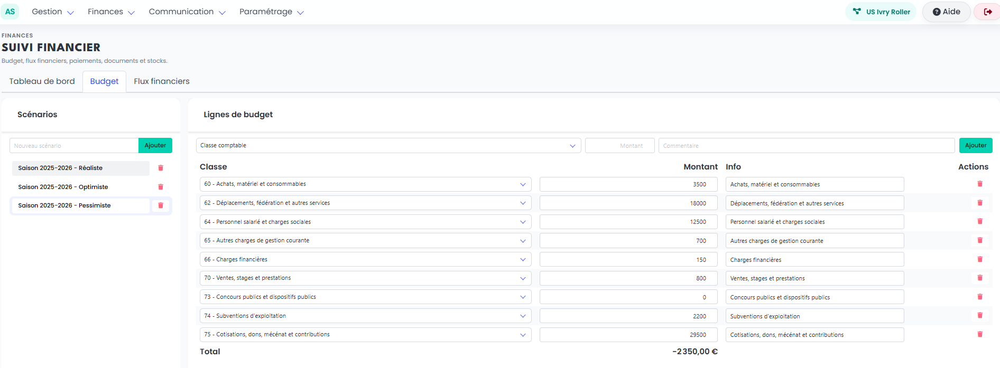 AS Gestion Finances Communication Paramétrage US Ivry Roller Aide
FINANCES
SUIVI FINANCIER
Budget, flux financiers, paiements, documents et stocks.
Tableau de bord Budget Flux financiers
Scénarios
Nouveau scénario Ajouter
Saison 2025-2026 - Réaliste
Saison 2025-2026 - Optimiste
Saison 2025-2026 - Pessimiste
Lignes de budget
Classe comptable Montant Commentaire Ajouter
Classe Montant Info Actions
60 - Achats, matériel et consommables 3500 Achats, matériel et consommables
62 - Déplacements, fédération et autres services 18000 Déplacements, fédération et autres services
64 - Personnel salarié et charges sociales 12500 Personnel salarié et charges sociales
65 - Autres charges de gestion courante 700 Autres charges de gestion courante
66 - Charges financières 150 Charges financières
70 - Ventes, stages et prestations 800 Ventes, stages et prestations
73 - Concours publics et dispositifs publics 0 Concours publics et dispositifs publics
74 - Subventions d'exploitation 2200 Subventions d'exploitation
75 - Cotisations, dons, mécénat et contributions 29500 Cotisations, dons, mécénat et contributions
Total -2 350,00 €